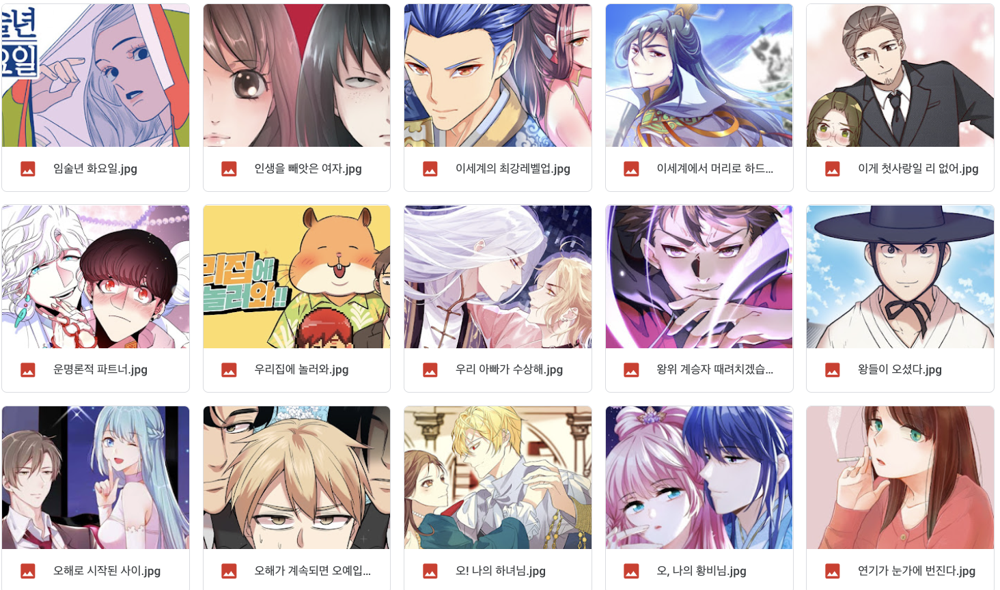 술년
요일
임술년 화요일.jpg
인생을 빼앗은 여자.jpg
이세계의 최강레벨업.jpg
이세계에서 머리로 하드...
이게 첫사랑일 리 없어.jpg
리집에
놀러와!!
운명론적 파트너.jpg
우리집에 놀러와.jpg
우리 아빠가 수상해.jpg
왕위 계승자 때려치겠습...
왕들이 오셨다.jpg
오해로 시작된 사이.jpg
오해가 계속되면 오예입...
오! 나의 하녀님.jpg
오, 나의 황비님.jpg
연기가 눈가에 번진다.jpg